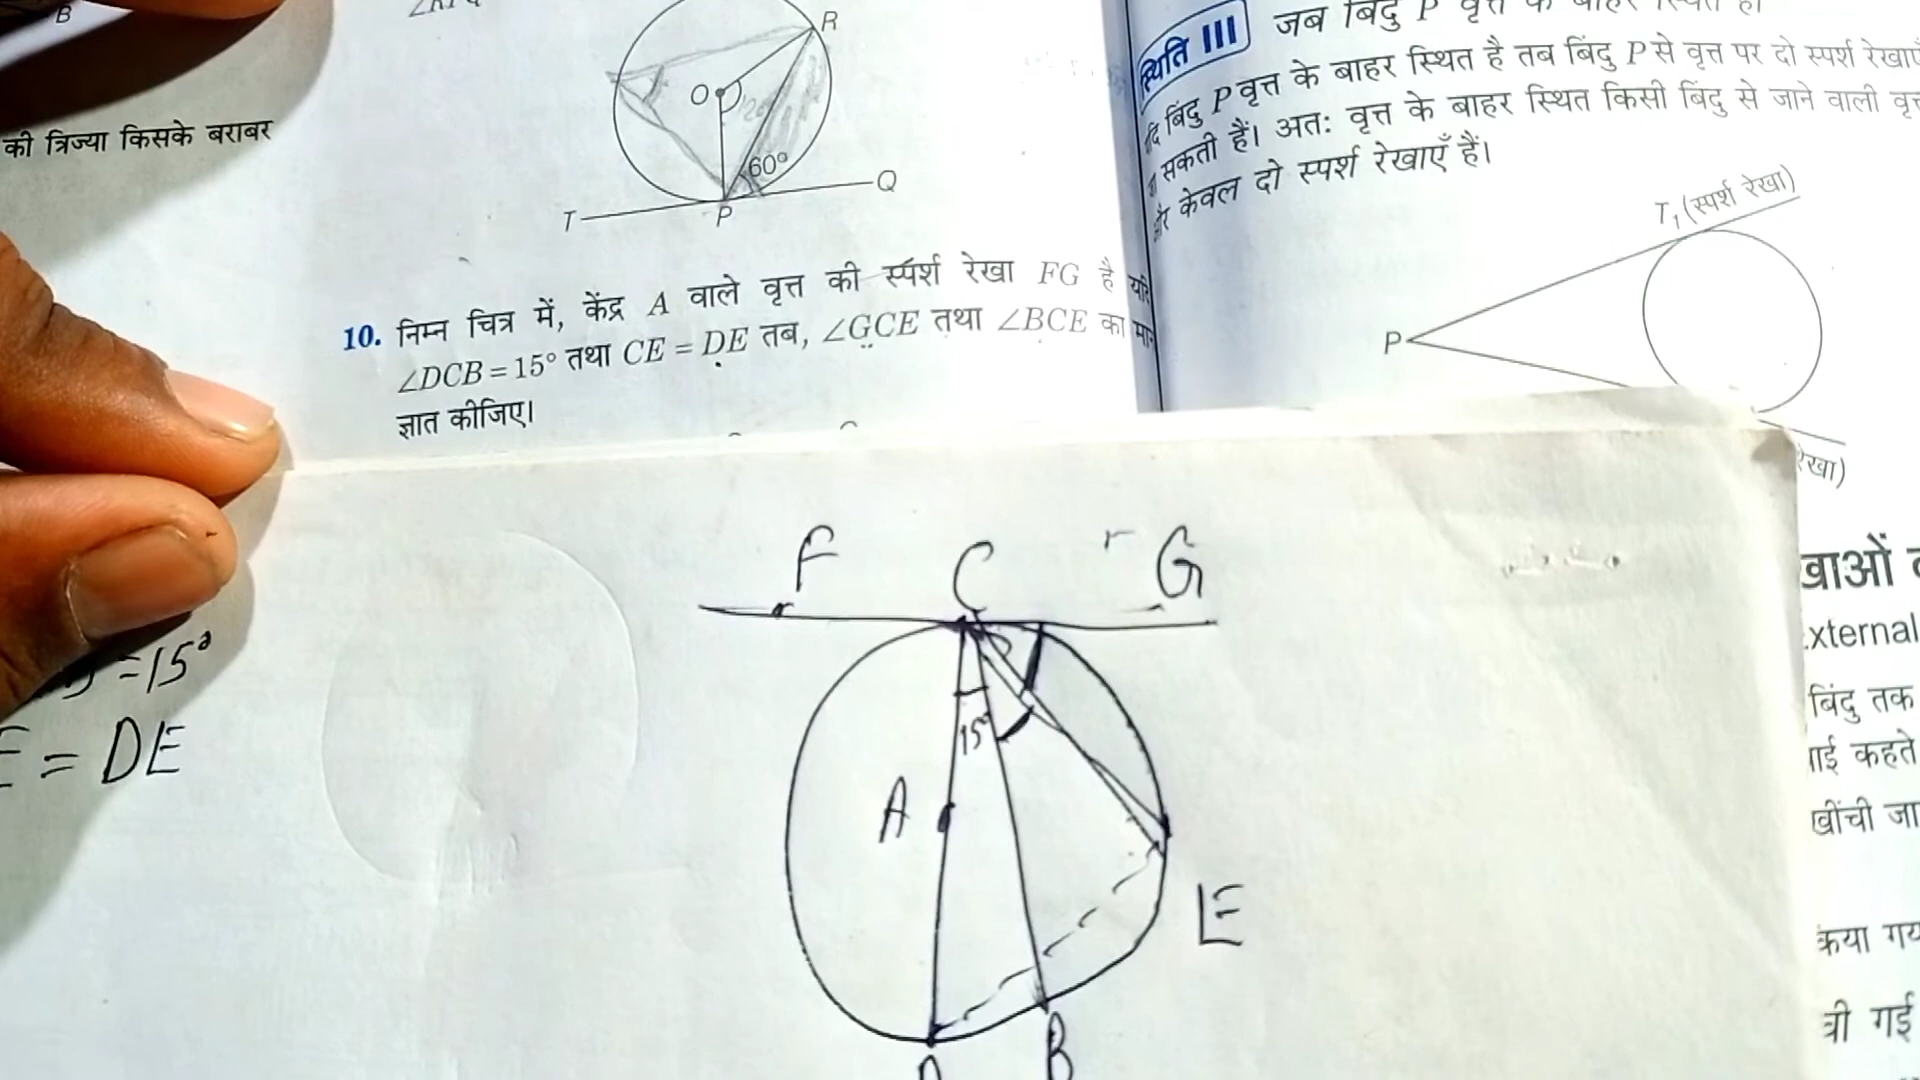 B
R
O
60°
Q
T
P
की त्रिज्या किसके बराबर
10. निम्न चित्र में, केंद्र A वाले वृत्त की स्पर्श रेखा FG है यदि
∠DCB = 15° तथा CE = DE तब, ∠GCE तथा ∠BCE का मान
ज्ञात कीजिए।
स्थिति III जब बिंदु P वृत्त के बाहर स्थित हो
बिंदु P वृत्त के बाहर स्थित है तब बिंदु P से वृत्त पर दो स्पर्श रेखाएँ
सकती हैं। अतः वृत्त के बाहर स्थित किसी बिंदु से जाने वाली वृत्त
और केवल दो स्पर्श रेखाएँ हैं।
T₁ (स्पर्श रेखा)
P
रेखा)
F
C
G
15°
A
E
B
=15°
= DE
xternal
बिंदु तक
कहते
खींची जा
गई